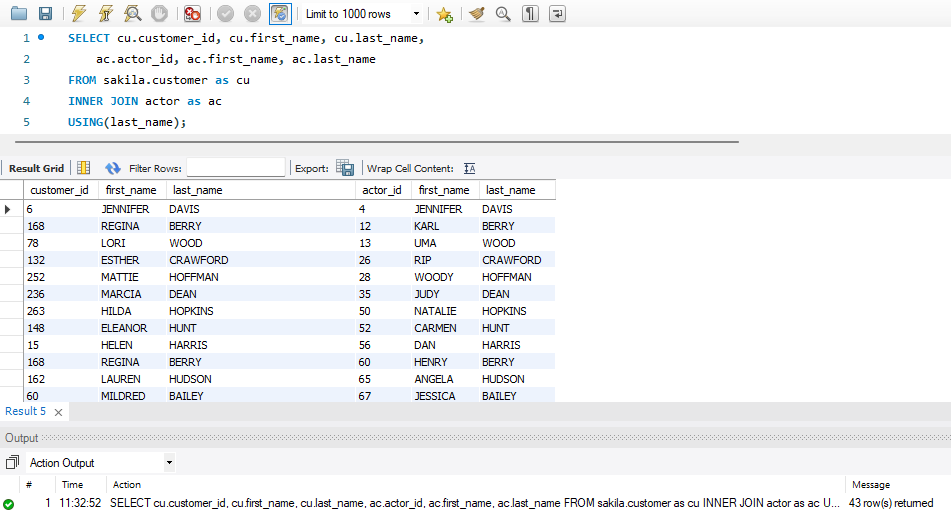 Limit to 1000 rows
1 SELECT cu.customer_id, cu.first_name, cu.last_name,
2 ac.actor_id, ac.first_name, ac.last_name
3 FROM sakila.customer as cu
4 INNER JOIN actor as ac
5 USING(last_name);
Result Grid Filter Rows: Export: Wrap Cell Content:
customer_id first_name last_name actor_id first_name last_name
6 JENNIFER DAVIS 4 JENNIFER DAVIS
168 REGINA BERRY 12 KARL BERRY
78 LORI WOOD 13 UMA WOOD
132 ESTHER CRAWFORD 26 RIP CRAWFORD
252 MATTIE HOFFMAN 28 WOODY HOFFMAN
236 MARCIA DEAN 35 JUDY DEAN
263 HILDA HOPKINS 50 NATALIE HOPKINS
148 ELEANOR HUNT 52 CARMEN HUNT
15 HELEN HARRIS 56 DAN HARRIS
168 REGINA BERRY 60 HENRY BERRY
162 LAUREN HUDSON 65 ANGELA HUDSON
60 MILDRED BAILEY 67 JESSICA BAILEY
Result 5
Output
Action Output
# Time Action Message
1 11:32:52 SELECT cu.customer_id, cu.first_name, cu.last_name, ac.actor_id, ac.first_name, ac.last_name FROM sakila.customer as cu INNER JOIN actor as ac U... 43 row(s) returned